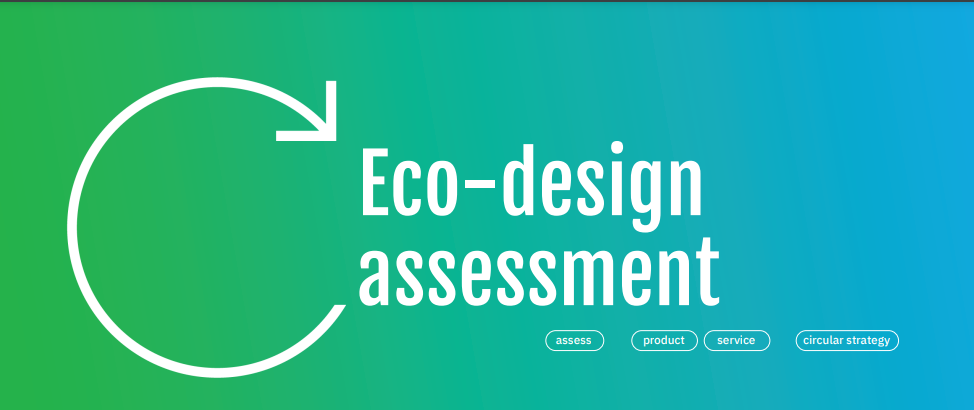 Eco-design
assessment
assess product service circular strategy